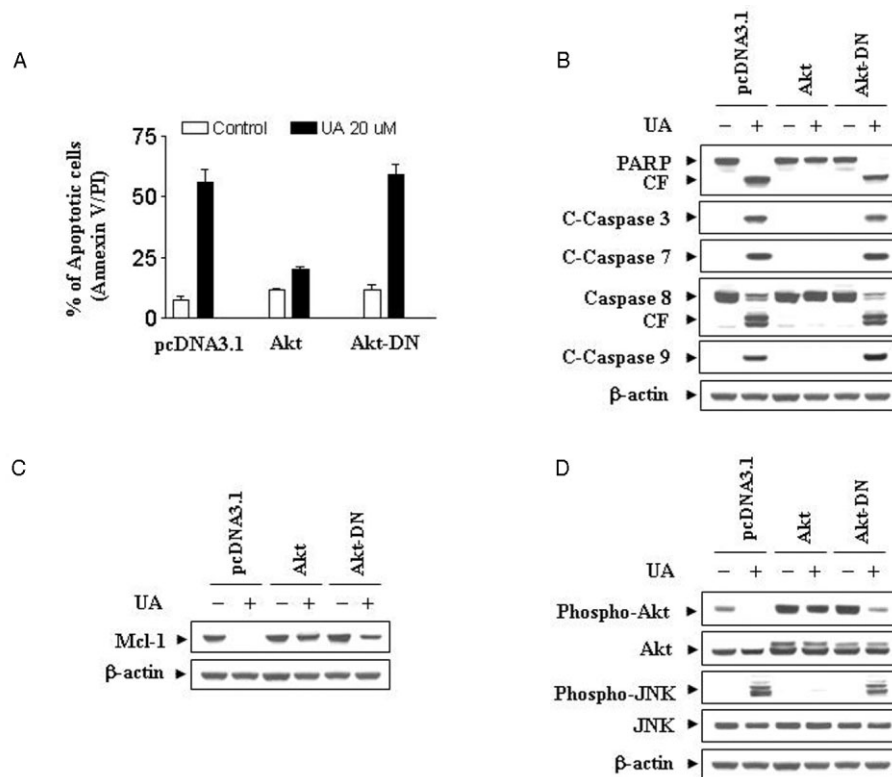 A
Control UA 20 uM
% of Apoptotic cells
(Annexin V/PI)
75
50
25
0
pcDNA3.1 Akt Akt-DN
B
pcDNA3.1 Akt Akt-DN
UA − + − + − +
PARP
CF
C-Caspase 3
C-Caspase 7
Caspase 8
CF
C-Caspase 9
β-actin
C
pcDNA3.1 Akt Akt-DN
UA − + − + − +
Mcl-1
β-actin
D
pcDNA3.1 Akt Akt-DN
UA − + − + − +
Phospho-Akt
Akt
Phospho-JNK
JNK
β-actin